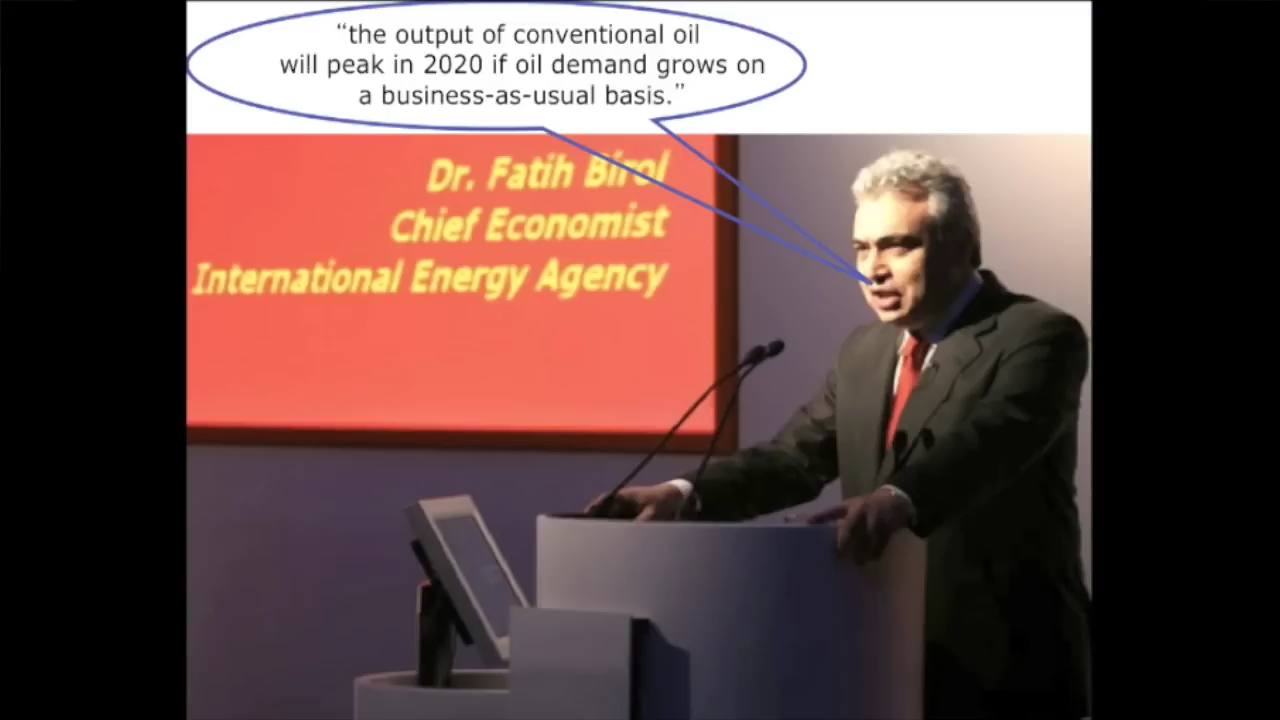 “the output of conventional oil
will peak in 2020 if oil demand grows on
a business-as-usual basis.”
Dr. Fatih Birol
Chief Economist
International Energy Agency